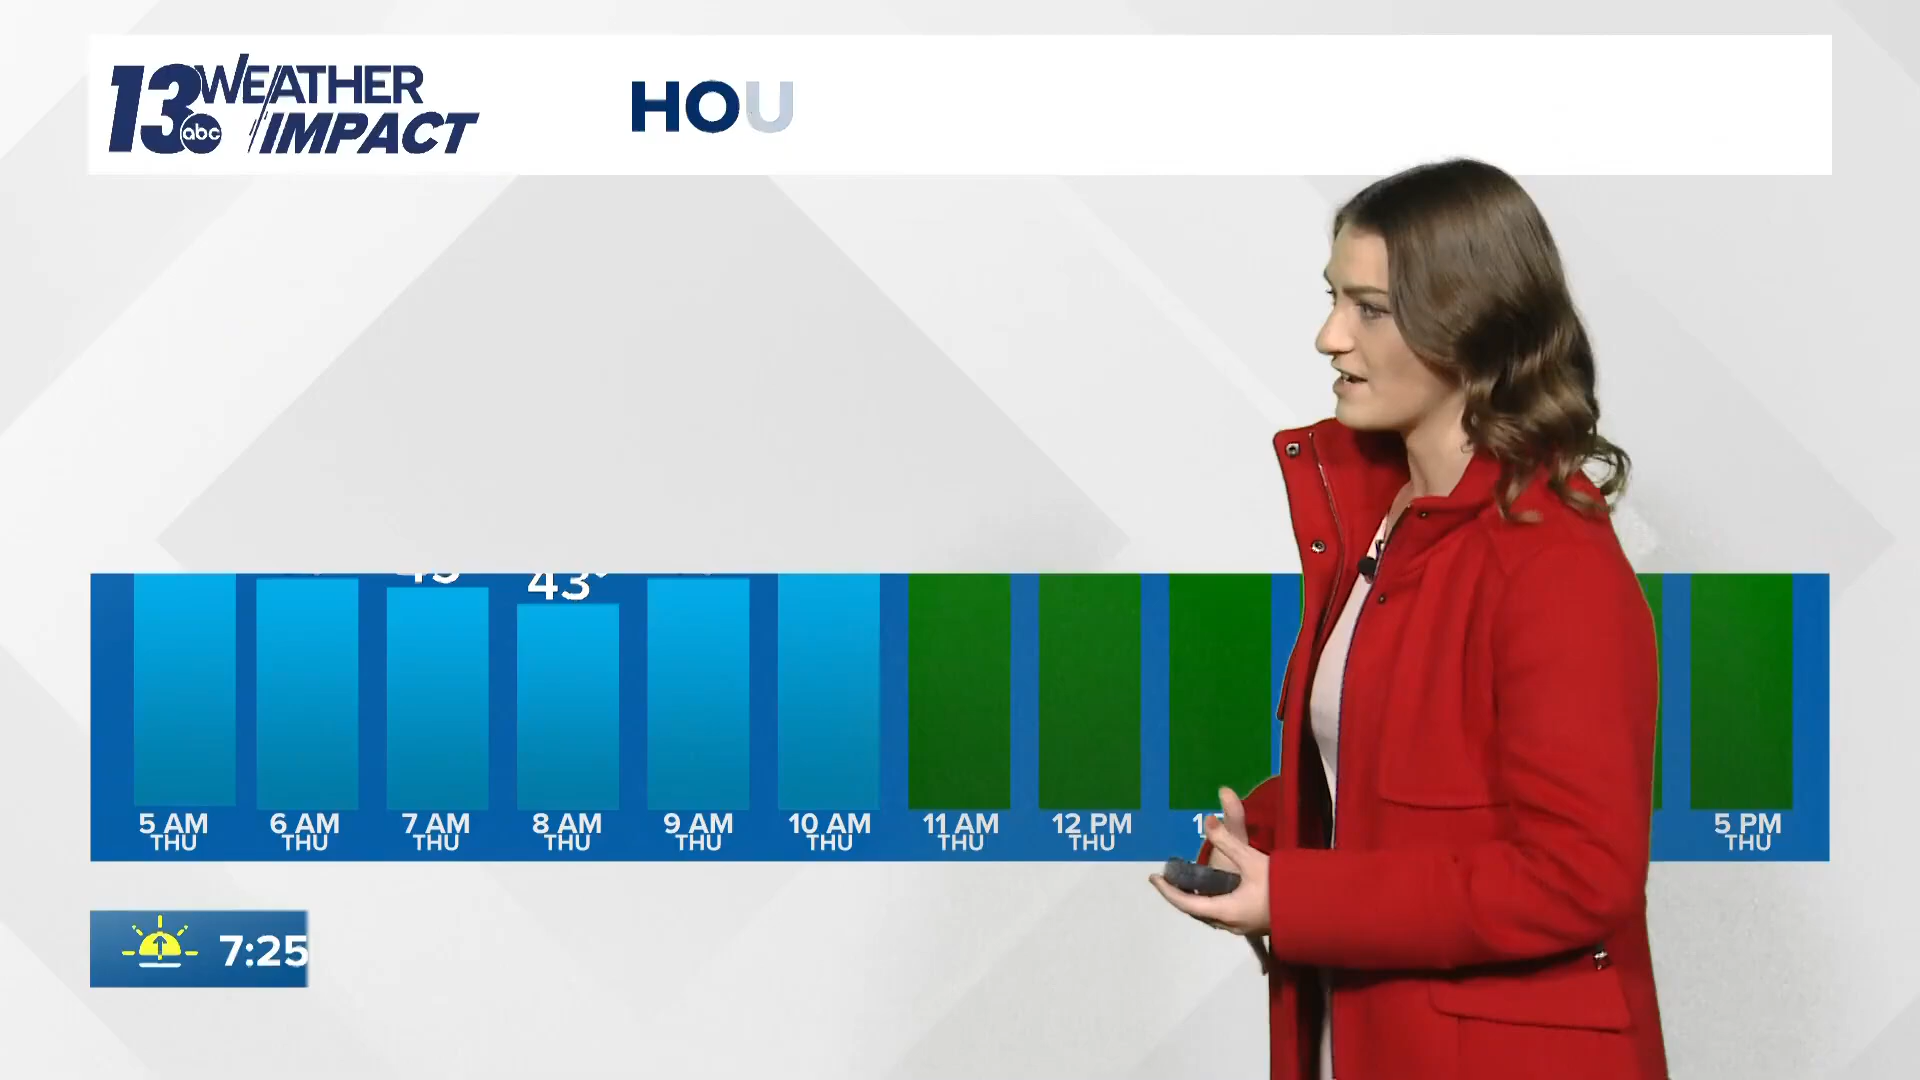 13 WEATHER IMPACT
abc
HOU
43°
5 AM 6 AM 7 AM 8 AM 9 AM 10 AM 11 AM 12 PM 5 PM
THU THU THU THU THU THU THU THU THU
7:25